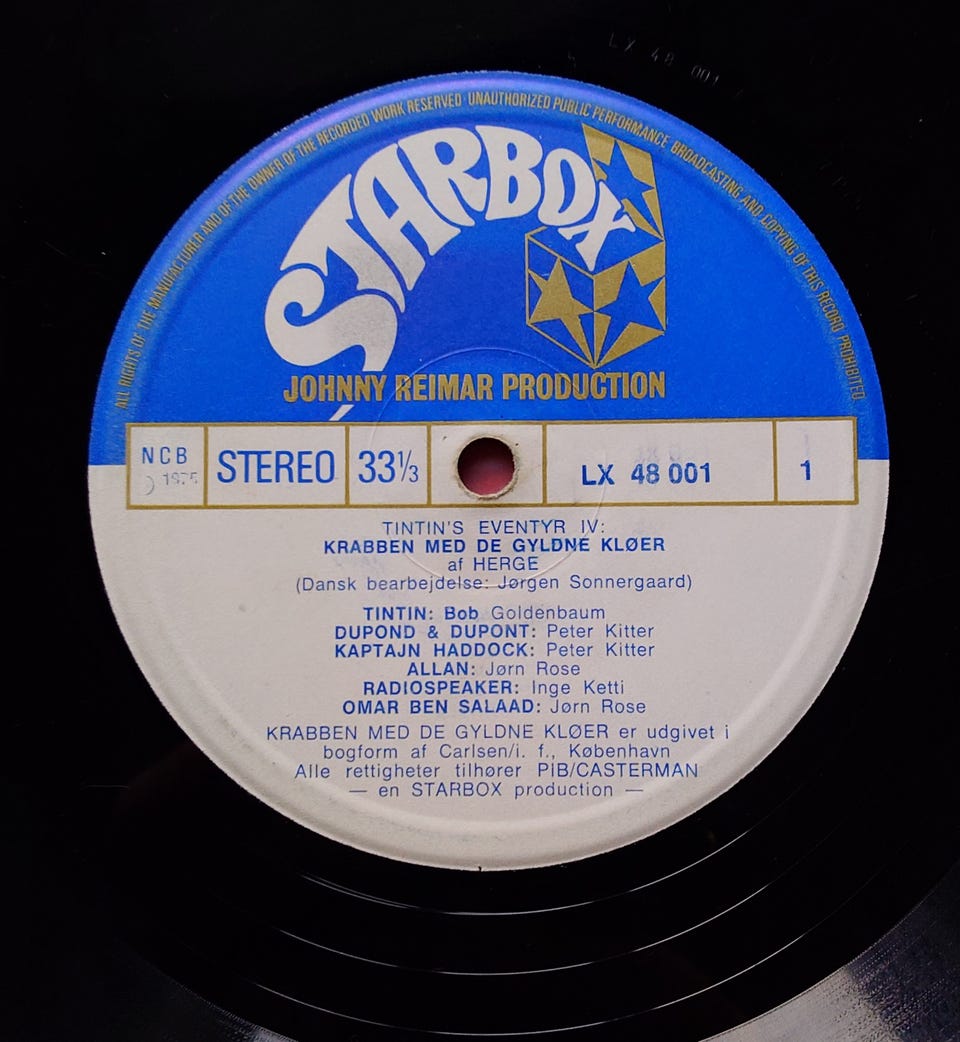 LX 48 001
ALL RIGHTS OF THE MANUFACTURER AND OF THE OWNER OF THE RECORDED WORK RESERVED · UNAUTHORIZED PUBLIC PERFORMANCE BROADCASTING AND COPYING OF THIS RECORD PROHIBITED
STARBOX
JOHNNY REIMAR PRODUCTION
NCB
1975
STEREO
33⅓
LX 48 001
1
TINTIN'S EVENTYR IV:
KRABBEN MED DE GYLDNE KLØER
af HERGE
(Dansk bearbejdelse: Jørgen Sonnergaard)
TINTIN: Bob Goldenbaum
DUPOND & DUPONT: Peter Kitter
KAPTAJN HADDOCK: Peter Kitter
ALLAN: Jørn Rose
RADIOSPEAKER: Inge Ketti
OMAR BEN SALAAD: Jørn Rose
KRABBEN MED DE GYLDNE KLØER er udgivet i
bogform af Carlsen/i. f., København
Alle rettigheter tilhører PIB/CASTERMAN
— en STARBOX production —